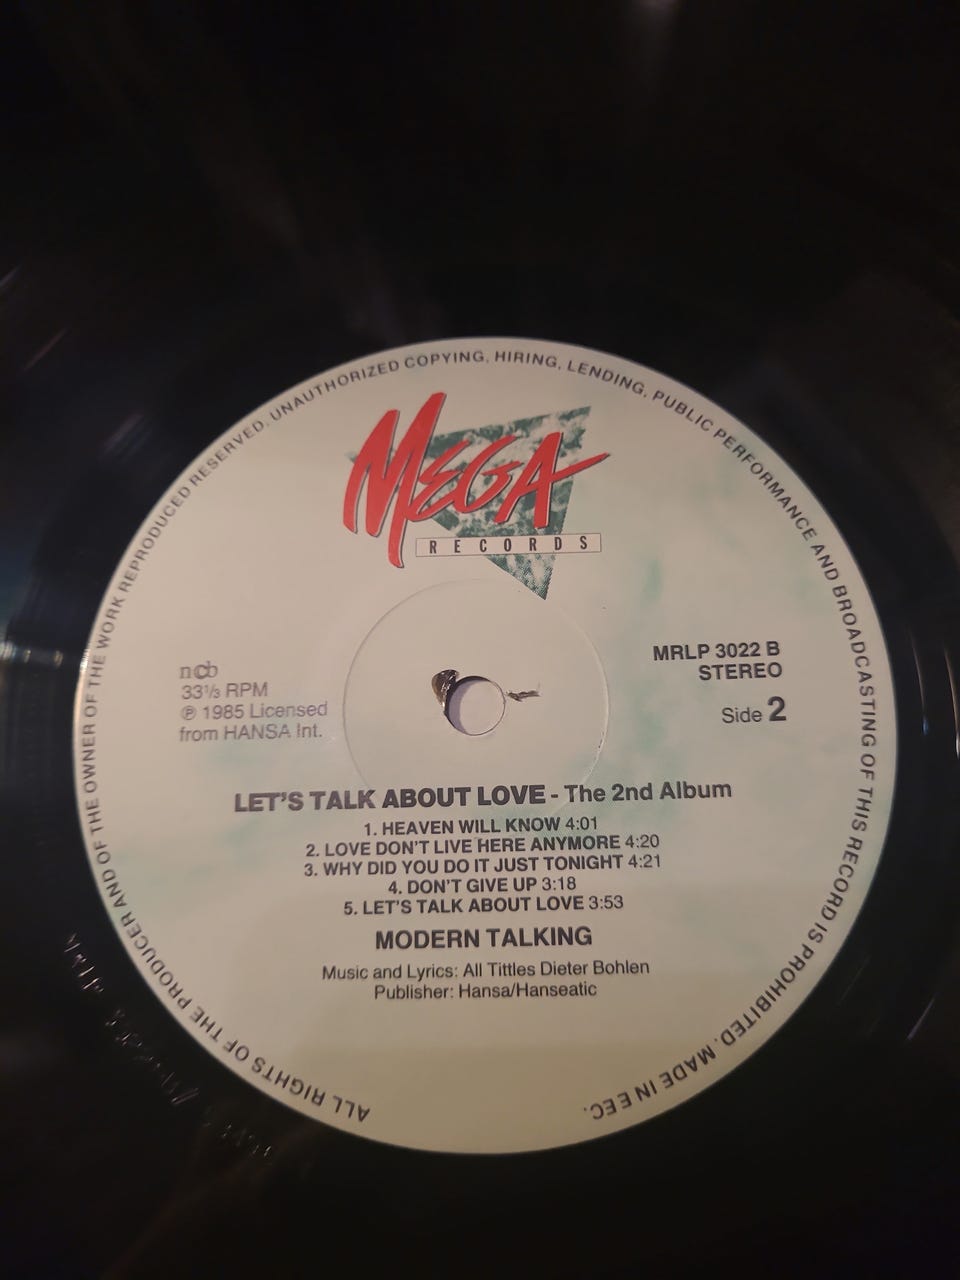 ALL RIGHTS OF THE PRODUCER AND OF THE OWNER OF THE WORK REPRODUCED RESERVED. UNAUTHORIZED COPYING, HIRING, LENDING, PUBLIC PERFORMANCE AND BROADCASTING OF THIS RECORD IS PROHIBITED. MADE IN EEC.
MEGA
RECORDS
ncb
33⅓ RPM
℗ 1985 Licensed
from HANSA Int.
MRLP 3022 B
STEREO
Side 2
LET'S TALK ABOUT LOVE - The 2nd Album
1. HEAVEN WILL KNOW 4:01
2. LOVE DON'T LIVE HERE ANYMORE 4:20
3. WHY DID YOU DO IT JUST TONIGHT 4:21
4. DON'T GIVE UP 3:18
5. LET'S TALK ABOUT LOVE 3:53
MODERN TALKING
Music and Lyrics: All Tittles Dieter Bohlen
Publisher: Hansa/Hanseatic